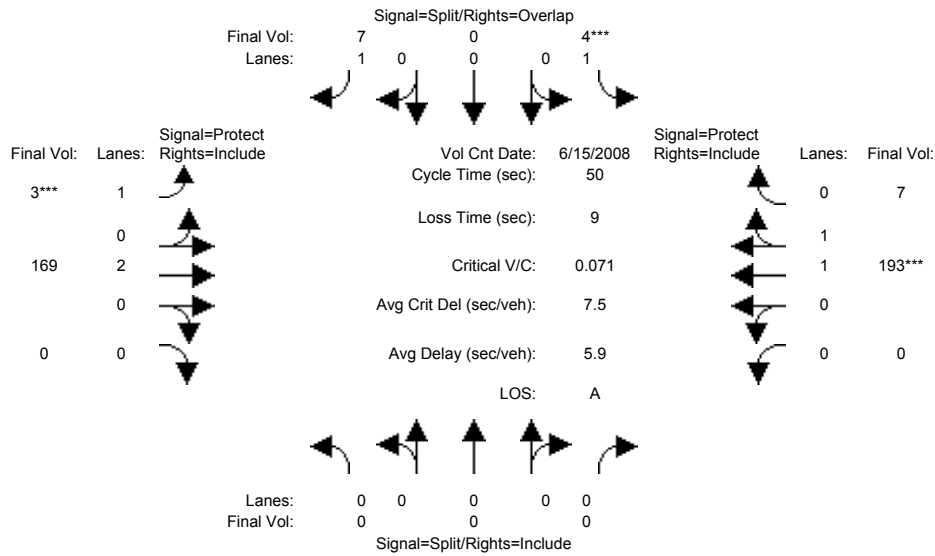 Signal=Split/Rights=Overlap
Final Vol: 7 0 4***
Lanes: 1 0 0 0 1
Signal=Protect
Final Vol: Lanes: Rights=Include
Vol Cnt Date: 6/15/2008
Signal=Protect
Rights=Include Lanes: Final Vol:
Cycle Time (sec): 50
3*** 1
0 7
Loss Time (sec): 9
0
1
169 2
Critical V/C: 0.071
1 193***
0
Avg Crit Del (sec/veh): 7.5
0
0 0
Avg Delay (sec/veh): 5.9
0 0
LOS: A
Lanes: 0 0 0 0 0
Final Vol: 0 0 0
Signal=Split/Rights=Include